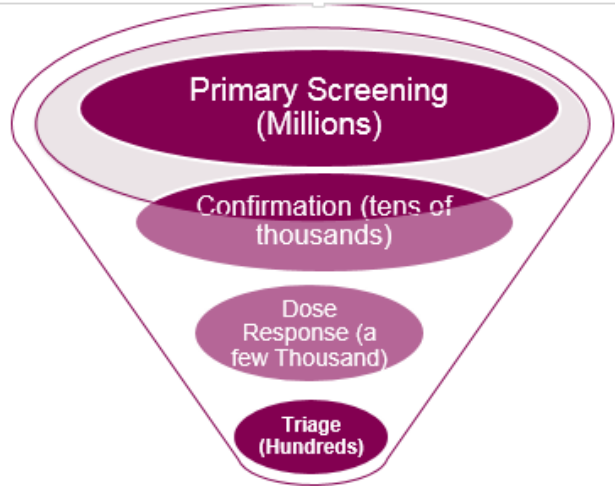 Primary Screening
(Millions)
Confirmation (tens of
thousands)
Dose
Response (a
few Thousand)
Triage
(Hundreds)